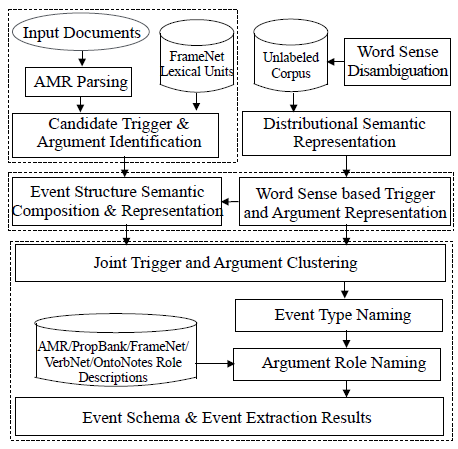 Input Documents
AMR Parsing
FrameNet
Lexical Units
Candidate Trigger &
Argument Identification
Unlabeled
Corpus
Word Sense
Disambiguation
Distributional Semantic
Representation
Event Structure Semantic
Composition & Representation
Word Sense based Trigger
and Argument Representation
Joint Trigger and Argument Clustering
Event Type Naming
AMR/PropBank/FrameNet/
VerbNet/OntoNotes Role
Descriptions
Argument Role Naming
Event Schema & Event Extraction Results